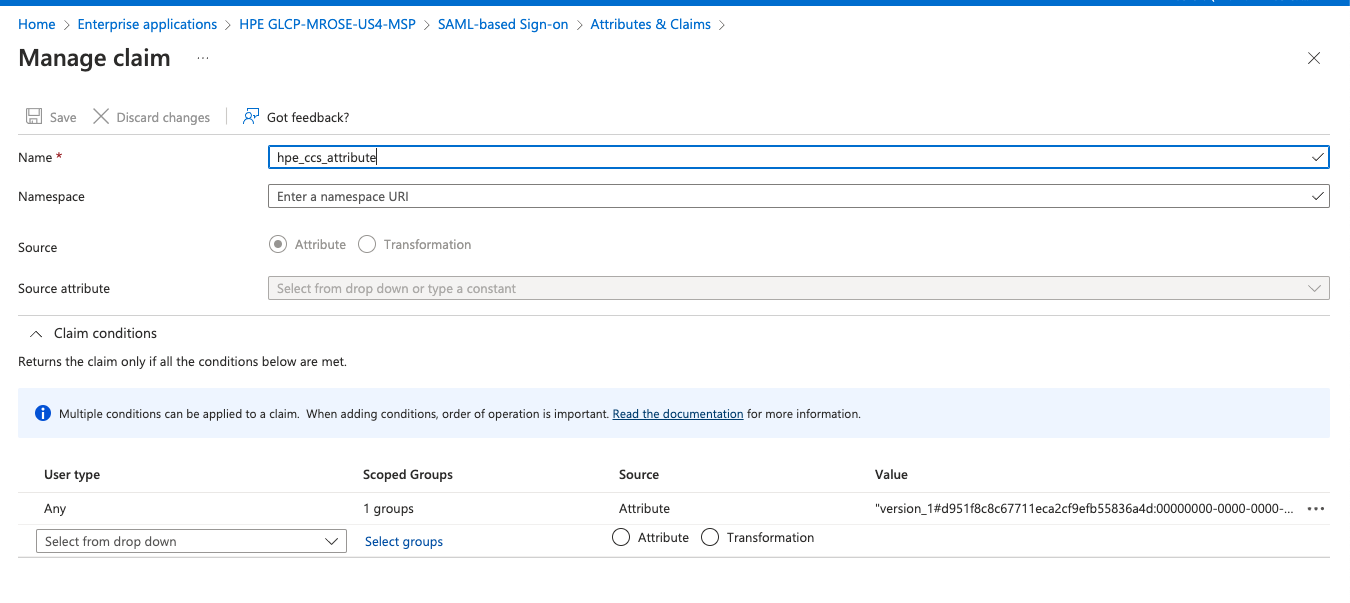 Home > Enterprise applications > HPE GLCP-MROSE-US4-MSP > SAML-based Sign-on > Attributes & Claims >
Manage claim ...
Save Discard changes Got feedback?
Name *
hpe_ccs_attribute
Namespace
Enter a namespace URI
Source
Attribute Transformation
Source attribute
Select from drop down or type a constant
Claim conditions
Returns the claim only if all the conditions below are met.
Multiple conditions can be applied to a claim. When adding conditions, order of operation is important. Read the documentation for more information.
User type Scoped Groups Source Value
Any 1 groups Attribute "version_1#d951f8c8c67711eca2cf9efb55836a4d:00000000-0000-0000-...
Select from drop down Select groups Attribute Transformation